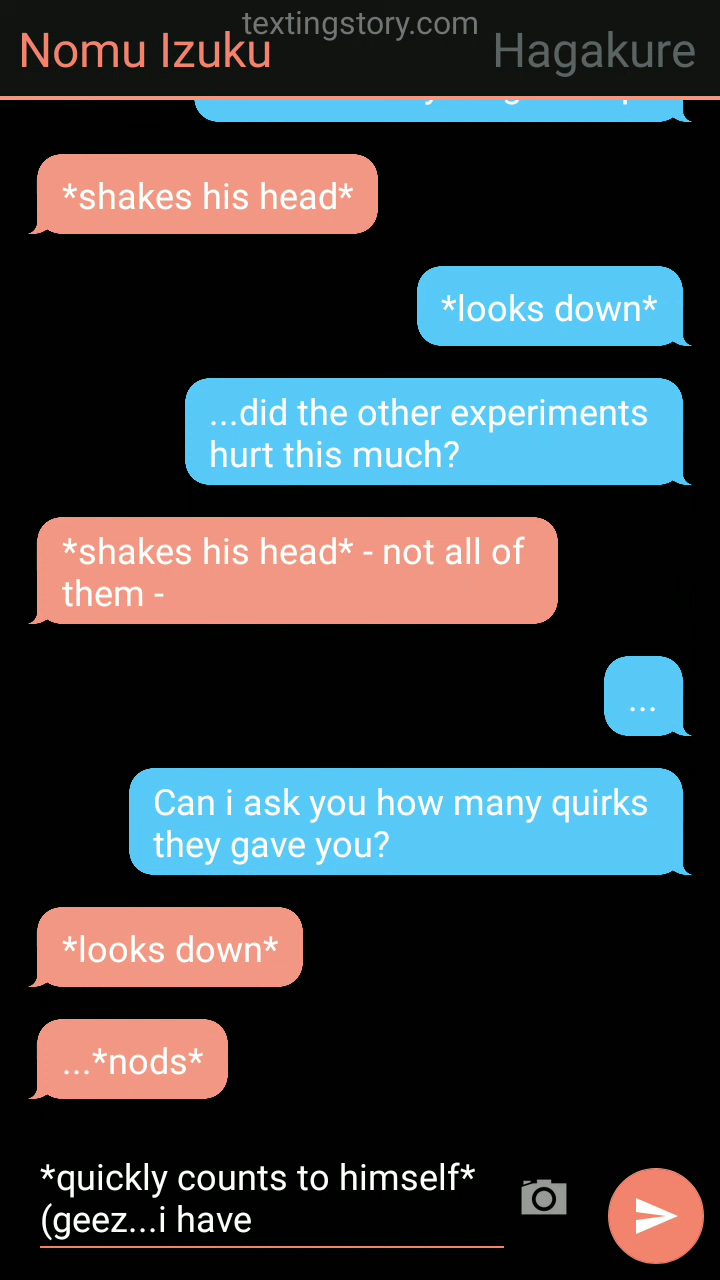 textingstory.com
Nomu Izuku
Hagakure
*shakes his head*
*looks down*
...did the other experiments
hurt this much?
*shakes his head* - not all of
them -
...
Can i ask you how many quirks
they gave you?
*looks down*
...*nods*
*quickly counts to himself*
(geez...i have